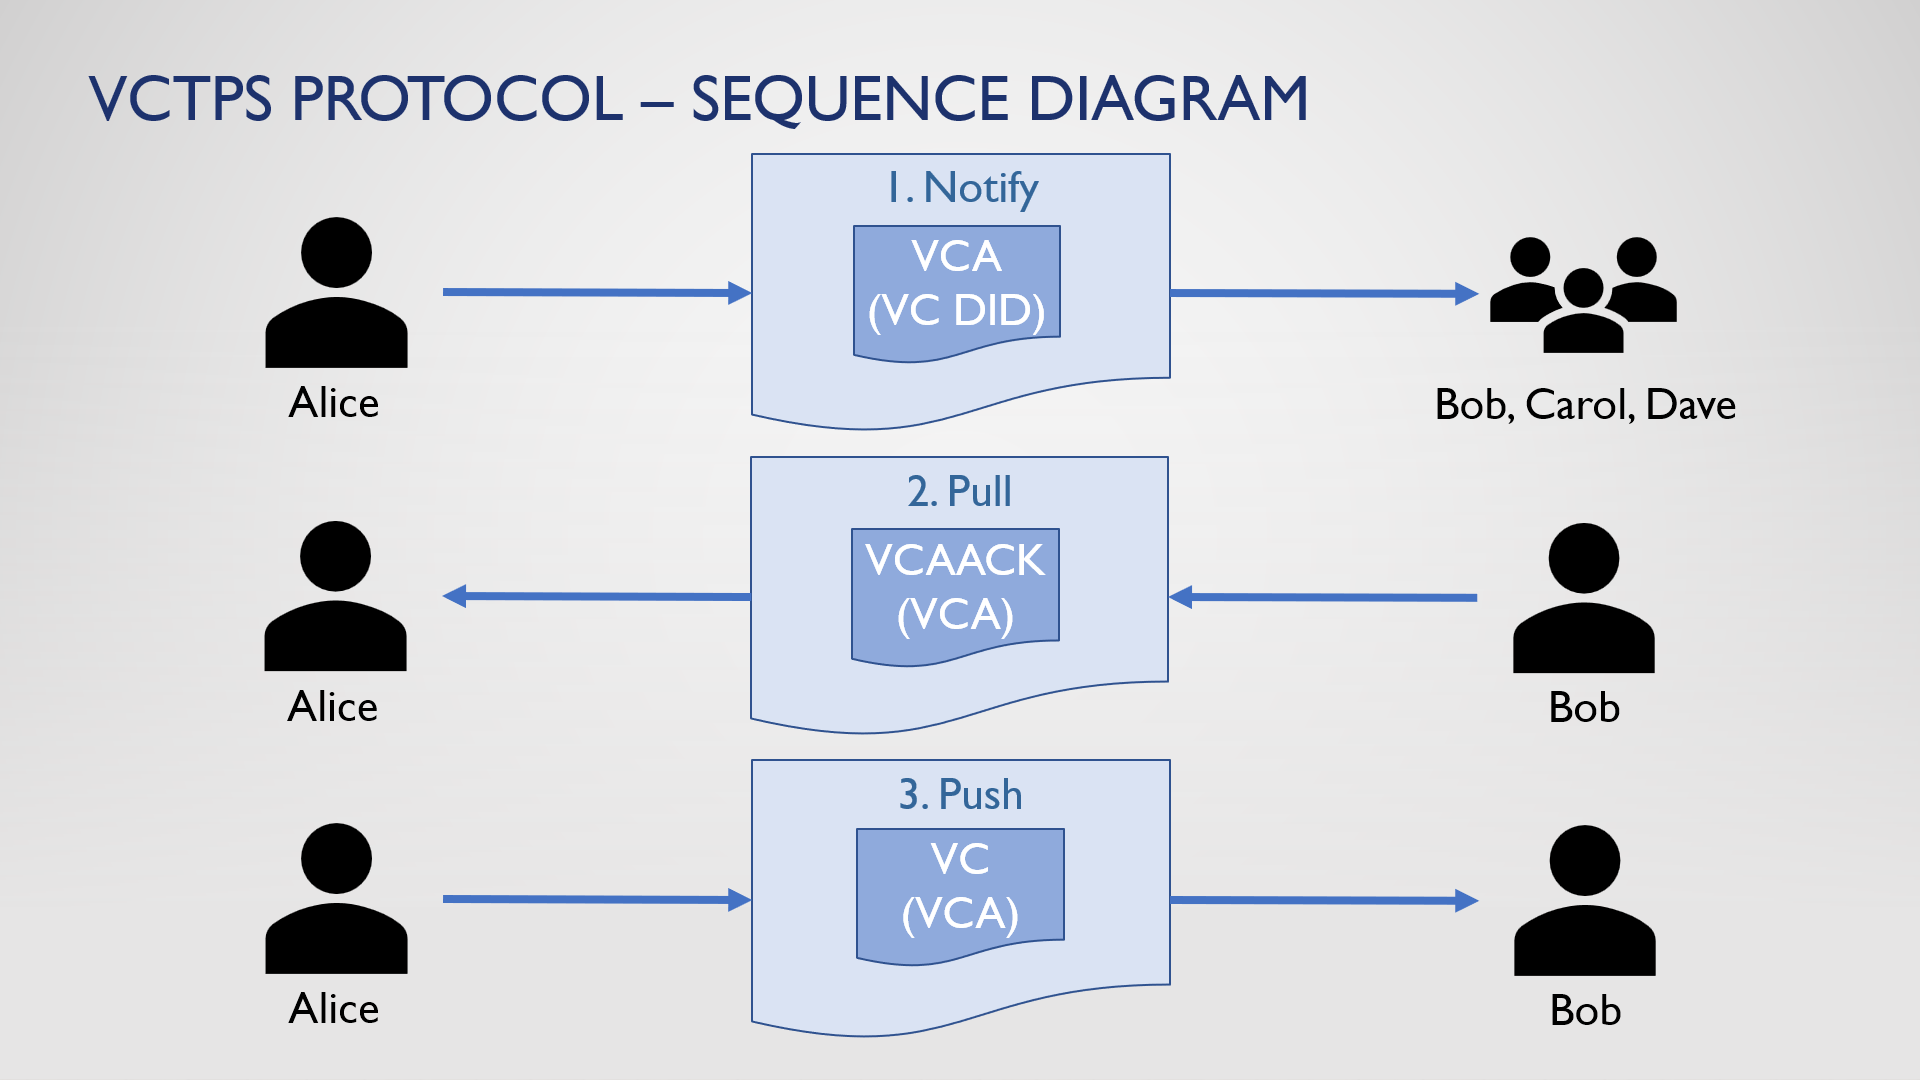 VCTPS PROTOCOL – SEQUENCE DIAGRAM
1. Notify
VCA
(VC DID)
Alice
Bob, Carol, Dave
2. Pull
VCAACK
(VCA)
Alice
Bob
3. Push
VC
(VCA)
Alice
Bob